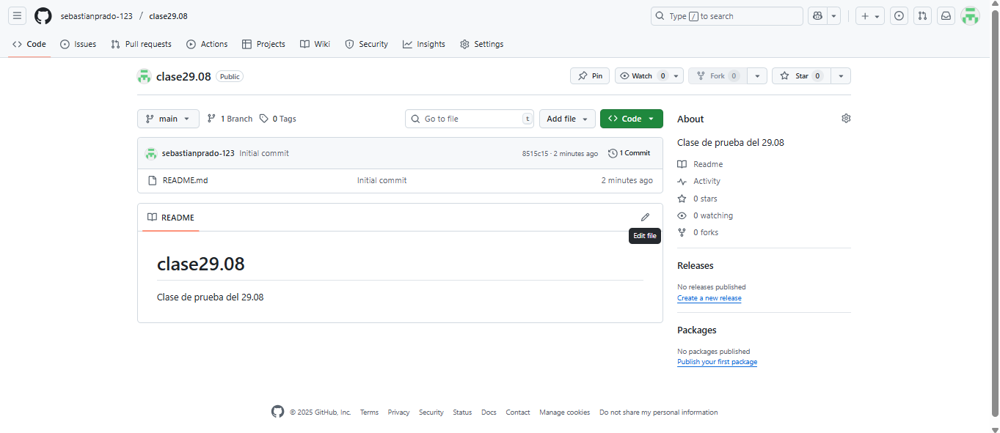 sebastianprado-123 / clase29.08
Type / to search
Code Issues Pull requests Actions Projects Wiki Security Insights Settings
clase29.08 Public
Pin Watch 0 Fork 0 Star 0
main 1 Branch 0 Tags Go to file t Add file Code
sebastianprado-123 Initial commit 8515c15 · 2 minutes ago 1 Commit
README.md Initial commit 2 minutes ago
README
Edit file
clase29.08
Clase de prueba del 29.08
About
Clase de prueba del 29.08
Readme
Activity
0 stars
0 watching
0 forks
Releases
No releases published
Create a new release
Packages
No packages published
Publish your first package
© 2025 GitHub, Inc. Terms Privacy Security Status Docs Contact Manage cookies Do not share my personal information